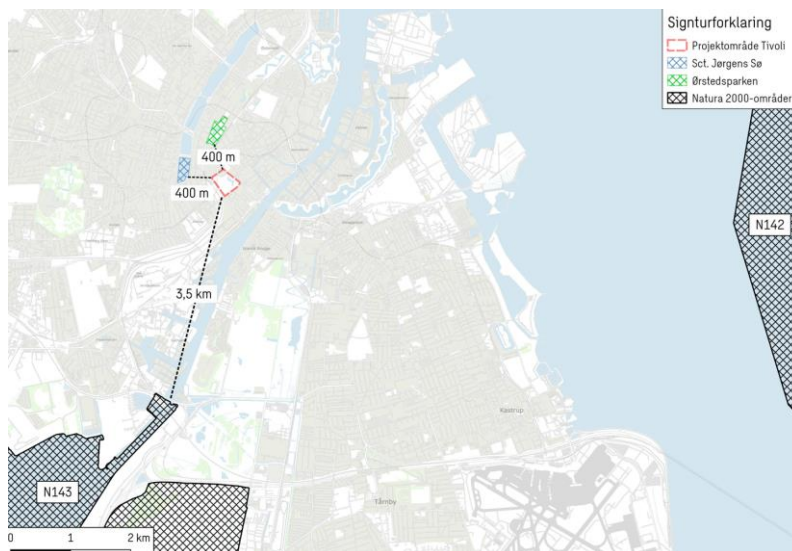 Signturforklaring
Projektområde Tivoli
Sct. Jørgens Sø
Ørstedsparken
Natura 2000-områder
400 m
400 m
N142
3,5 km
Kastrup
N143
Tårnby
0 1 2 km